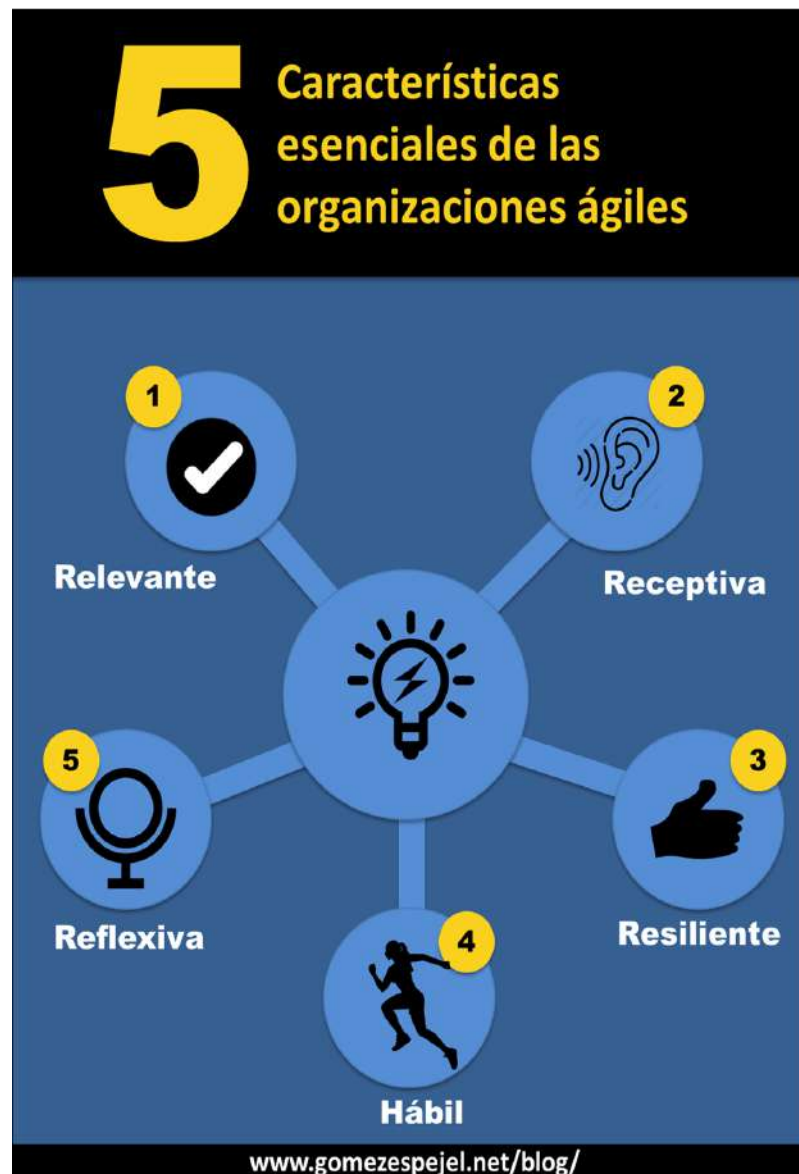 5
Características
esenciales de las
organizaciones ágiles
1
Relevante
2
Receptiva
3
Resiliente
4
Hábil
5
Reflexiva
www.gomezespejel.net/blog/